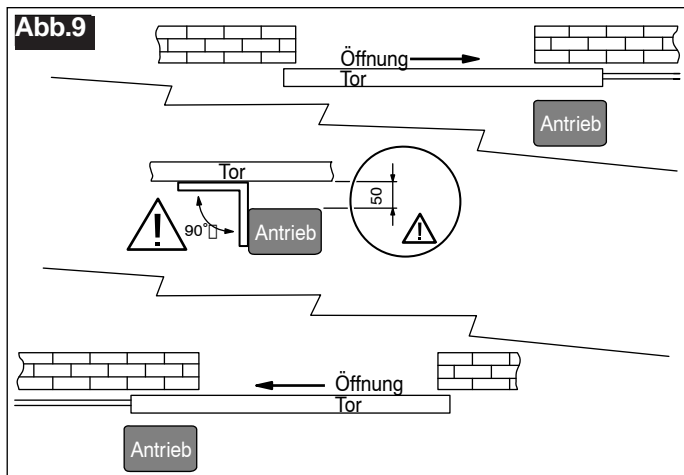 Abb.9
Öffnung
Tor
Antrieb
Tor
50
90°
Antrieb
Öffnung
Tor
Antrieb